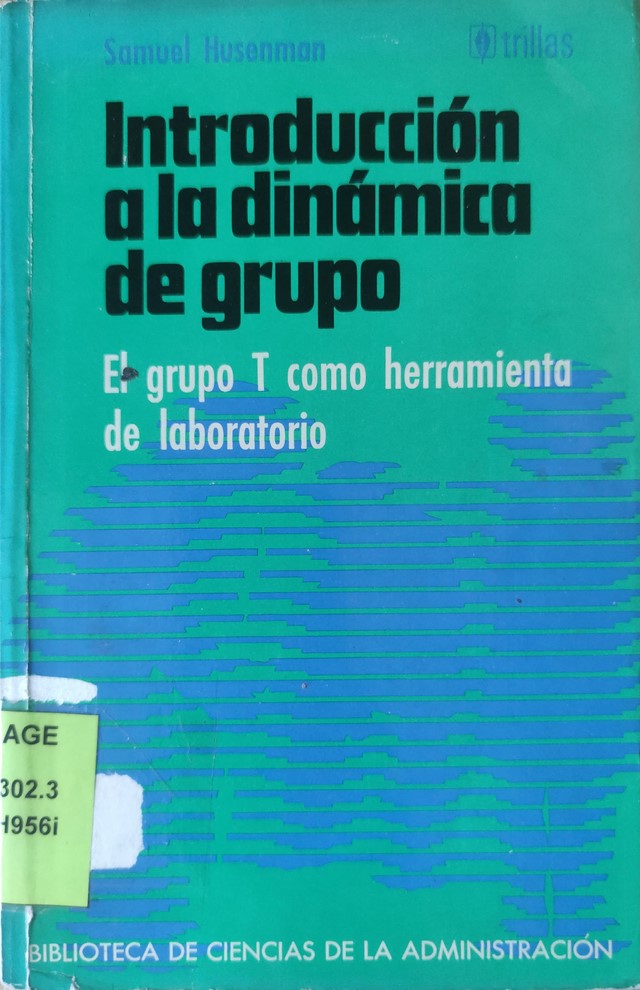 Samuel Husenman
trillas
Introducción
a la dinámica
de grupo
El grupo T como herramienta
de laboratorio
AGE
302.3
H956i
BIBLIOTECA DE CIENCIAS DE LA ADMINISTRACIÓN